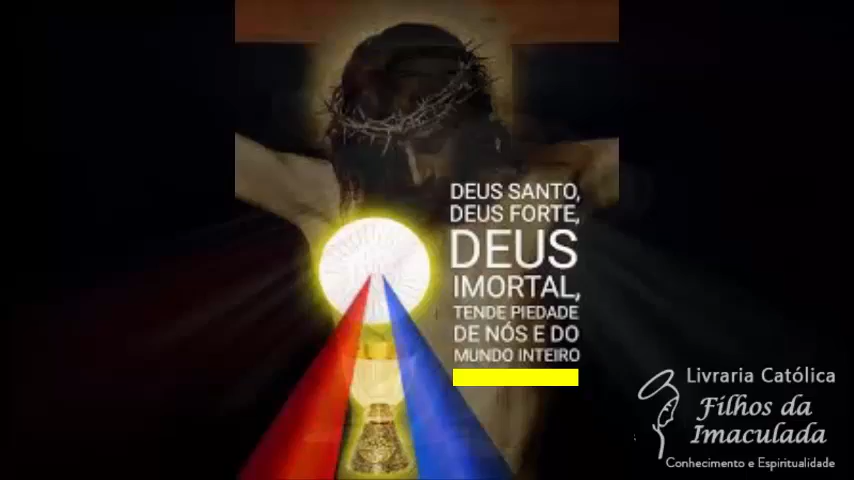 DEUS SANTO,
DEUS FORTE,
DEUS
IMORTAL,
TENDE PIEDADE
DE NÓS E DO
MUNDO INTEIRO
Livraria Católica
Filhos da
Imaculada
Conhecimento e Espiritualidade